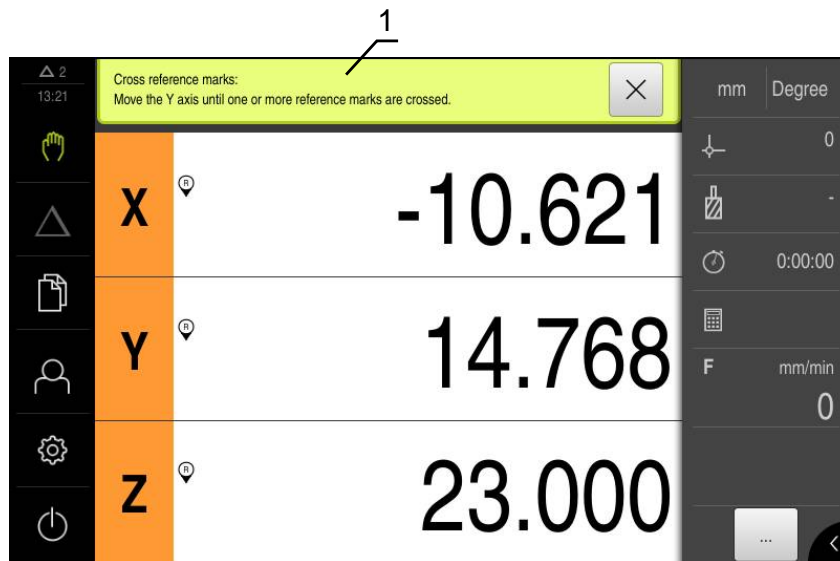 1
2
13:21
Cross reference marks:
Move the Y axis until one or more reference marks are crossed.
mm Degree
0
-
X R -10.621
0:00:00
Y R 14.768
F mm/min
0
Z R 23.000
...